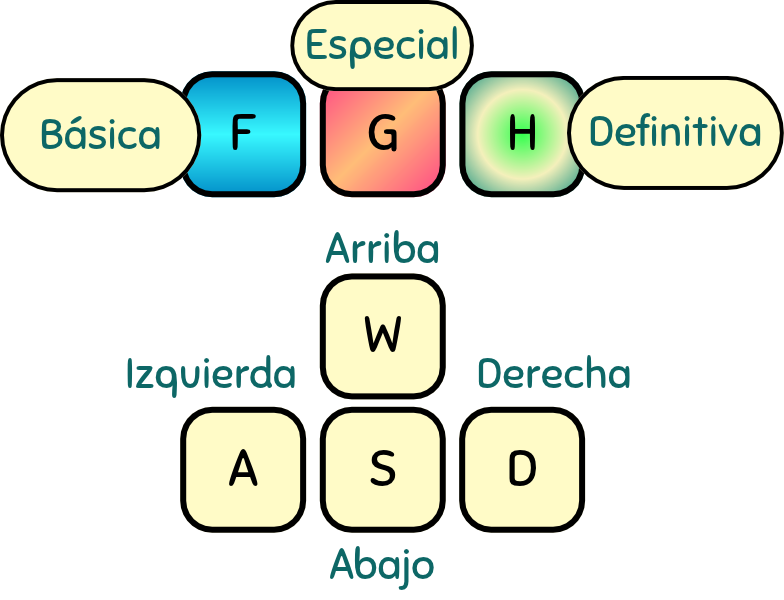 Especial
Básica F G H Definitiva
Arriba
W
Izquierda Derecha
A S D
Abajo